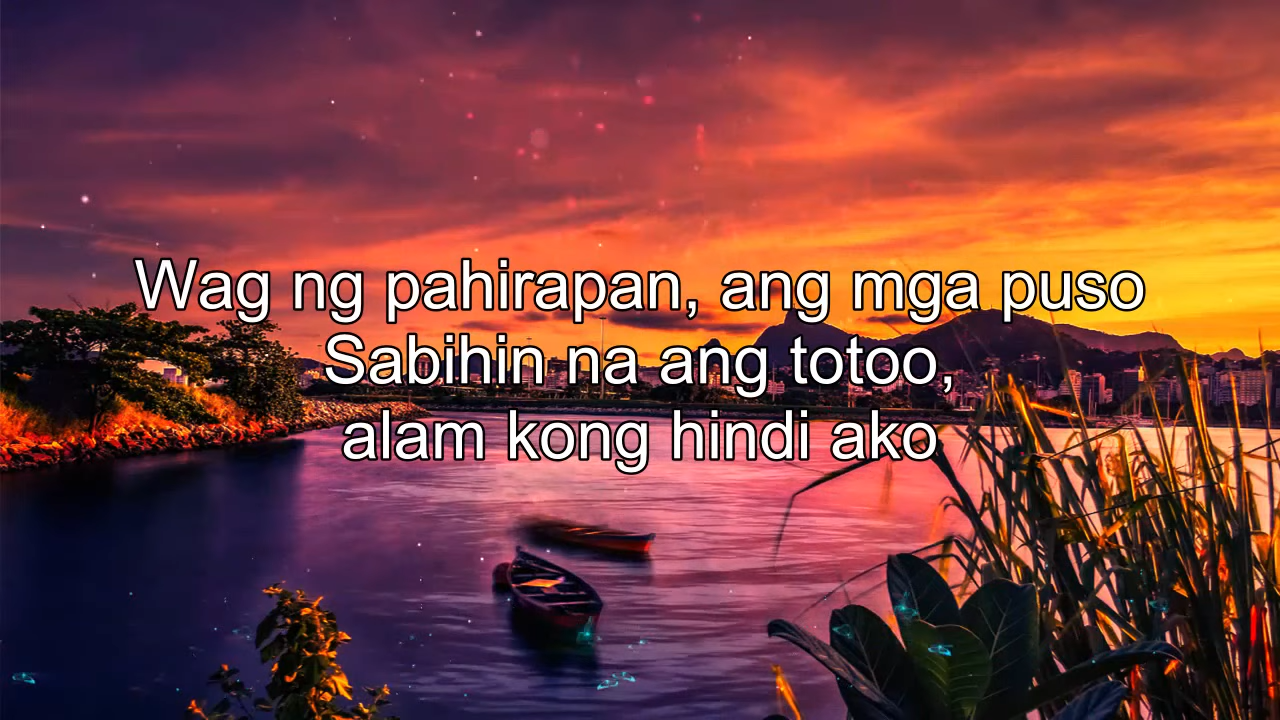 Wag ng pahirapan, ang mga puso
Sabihin na ang totoo,
alam kong hindi ako